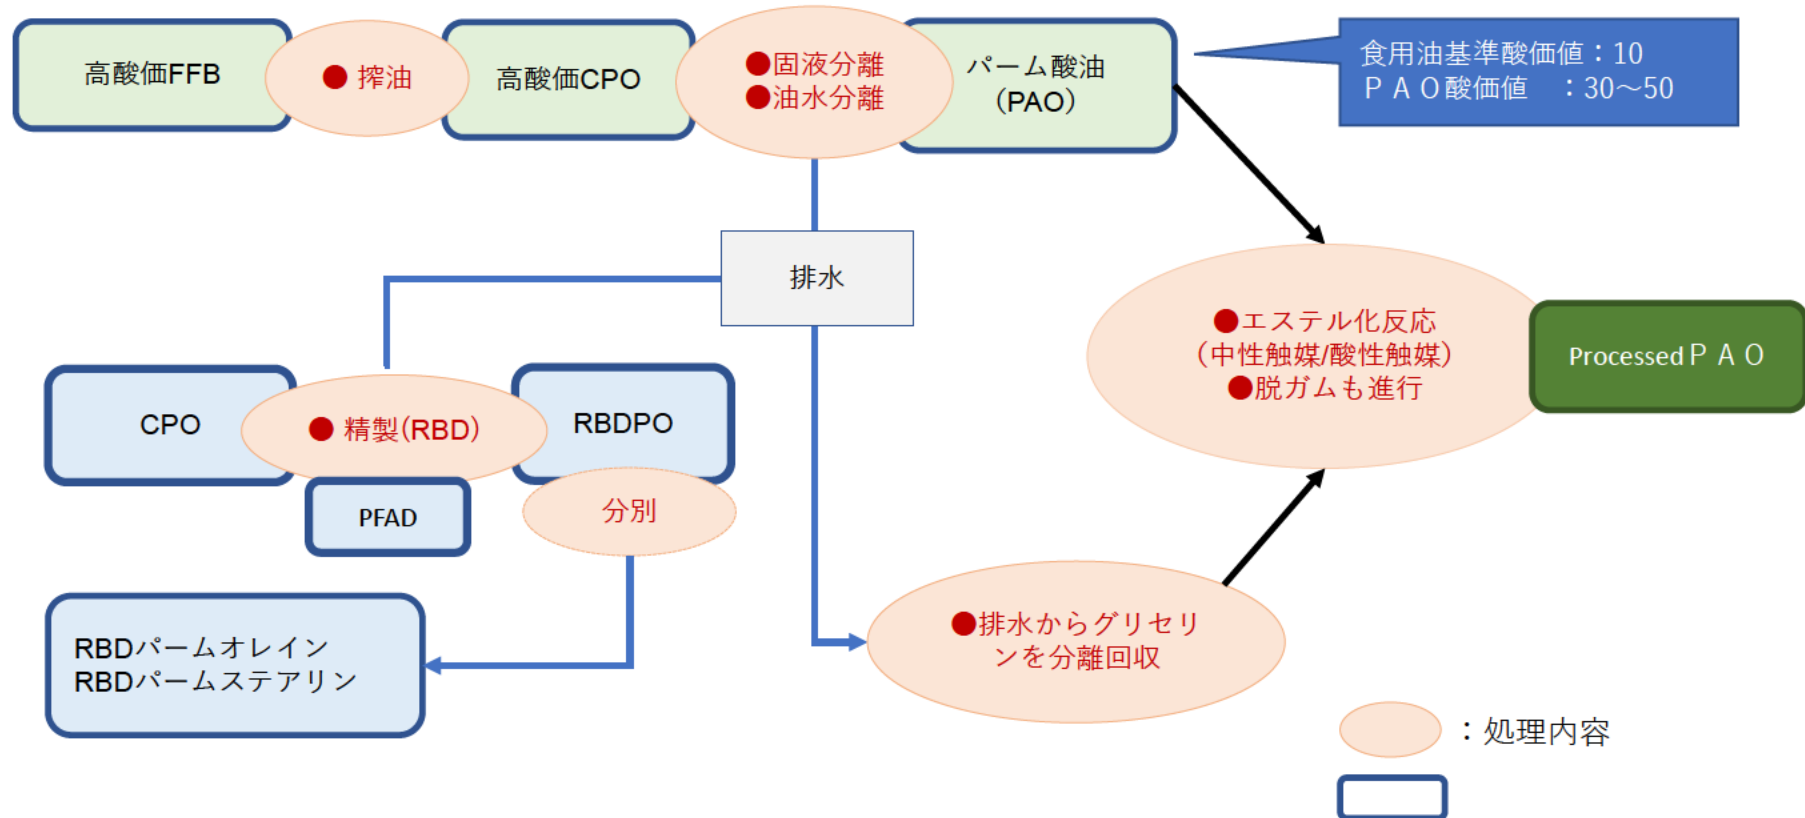 高酸価FFB
● 搾油
高酸価CPO
●固液分離
●油水分離
パーム酸油
（PAO）
食用油基準酸価値：10
ＰＡＯ酸価値　：30～50
排水
●エステル化反応
（中性触媒/酸性触媒）
●脱ガムも進行
Processed ＰＡＯ
CPO
● 精製(RBD)
RBDPO
PFAD
分別
RBDパームオレイン
RBDパームステアリン
●排水からグリセリ
ンを分離回収
：処理内容